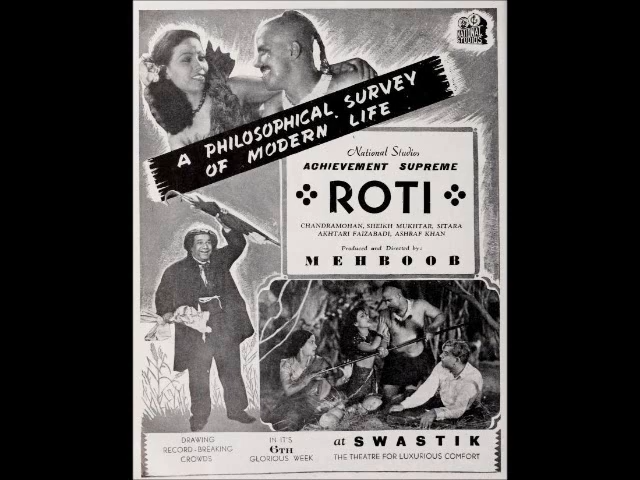 NATIONAL
STUDIOS
A PHILOSOPHICAL SURVEY
OF MODERN LIFE
National Studios
ACHIEVEMENT SUPREME
ROTI
CHANDRAMOHAN, SHEIKH MUKHTAR, SITARA
AKHTARI FAIZABADI, ASHRAF KHAN
Produced and Directed by:
MEHBOOB
DRAWING
RECORD-BREAKING
CROWDS
IN IT'S
6TH
GLORIOUS WEEK
at SWASTIK
THE THEATRE FOR LUXURIOUS COMFORT